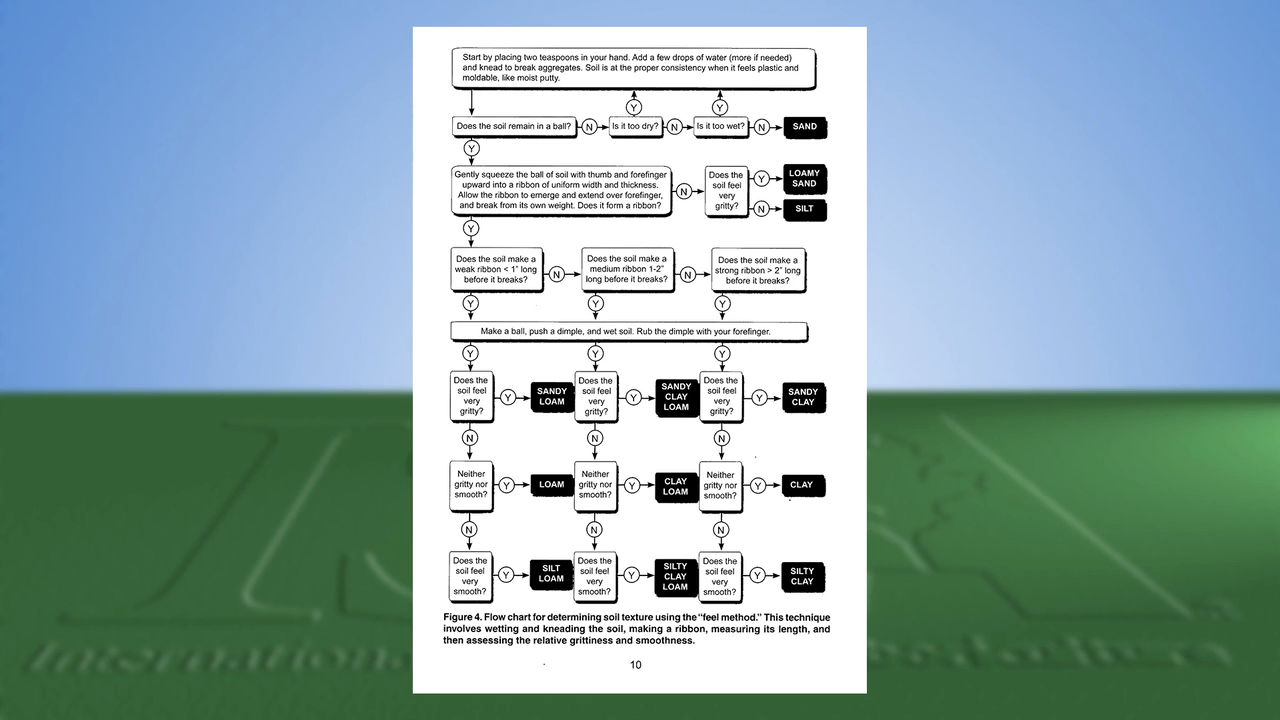 Start by placing two teaspoons in your hand. Add a few drops of water (more if needed)
and knead to break aggregates. Soil is at the proper consistency when it feels plastic and
moldable, like moist putty.
Y
Y
Does the soil remain in a ball?
N
Is it too dry?
N
Is it too wet?
N
SAND
Y
Gently squeeze the ball of soil with thumb and forefinger
upward into a ribbon of uniform width and thickness.
Allow the ribbon to emerge and extend over forefinger,
and break from its own weight. Does it form a ribbon?
N
Does the
soil feel
very
gritty?
Y
LOAMY
SAND
N
SILT
Y
Does the soil make a
weak ribbon < 1" long
before it breaks?
N
Does the soil make a
medium ribbon 1-2"
long before it breaks?
N
Does the soil make a
strong ribbon > 2" long
before it breaks?
Y
Y
Y
Make a ball, push a dimple, and wet soil. Rub the dimple with your forefinger.
Y
Y
Y
Does the
soil feel
very
gritty?
Y
SANDY
LOAM
Does the
soil feel
very
gritty?
Y
SANDY
CLAY
LOAM
Does the
soil feel
very
gritty?
Y
SANDY
CLAY
N
N
N
Neither
gritty nor
smooth?
Y
LOAM
Neither
gritty nor
smooth?
Y
CLAY
LOAM
Neither
gritty nor
smooth?
Y
CLAY
N
N
N
Does the
soil feel
very
smooth?
Y
SILT
LOAM
Does the
soil feel
very
smooth?
Y
SILTY
CLAY
LOAM
Does the
soil feel
very
smooth?
Y
SILTY
CLAY
Figure 4. Flow chart for determining soil texture using the "feel method." This technique
involves wetting and kneading the soil, making a ribbon, measuring its length, and
then assessing the relative grittiness and smoothness.
10